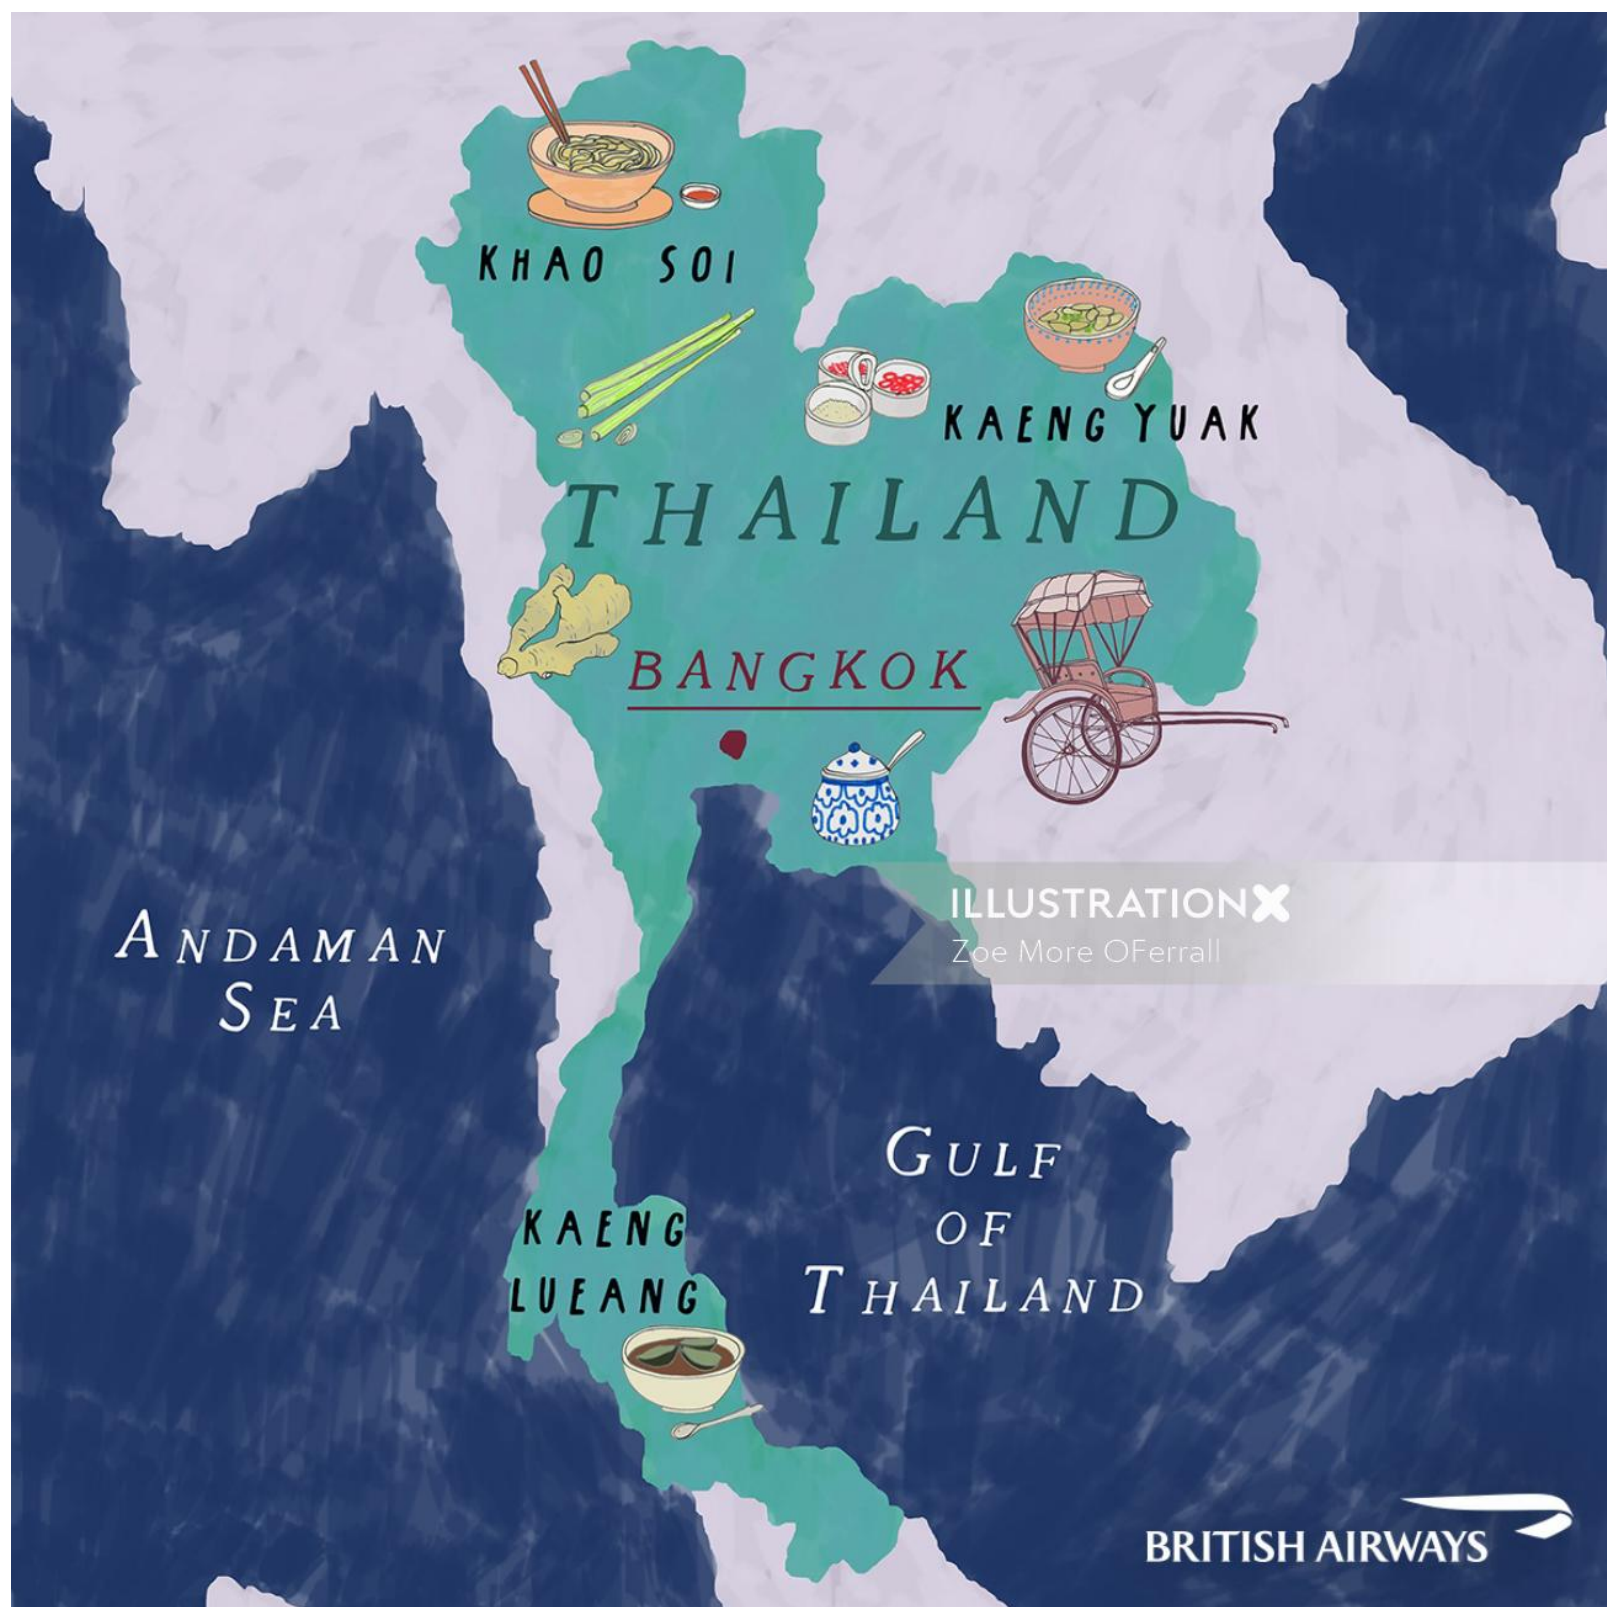 KHAO SOI
KAENG YUAK
THAILAND
BANGKOK
ILLUSTRATIONX
Zoe More OFerrall
ANDAMAN
SEA
GULF
OF
THAILAND
KAENG
LUEANG
BRITISH AIRWAYS